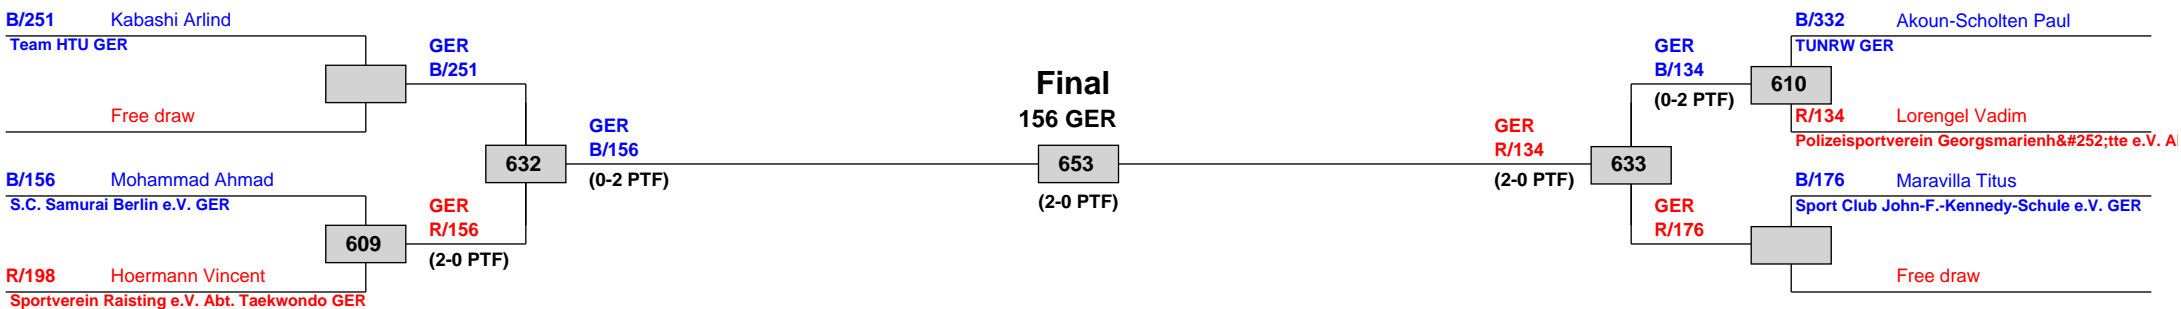 B/251 Kabashi Arlind
Team HTU GER
Free draw
B/156 Mohammad Ahmad
S.C. Samurai Berlin e.V. GER
R/198 Hoermann Vincent
Sportverein Raisting e.V. Abt. Taekwondo GER
609
GER
B/251
GER
R/156
(2-0 PTF)
632
GER
B/156
(0-2 PTF)
Final
156 GER
653
(2-0 PTF)
GER
R/134
(2-0 PTF)
633
GER
B/134
(0-2 PTF)
GER
R/176
610
B/332 Akoun-Scholten Paul
TUNRW GER
R/134 Lorengel Vadim
Polizeisportverein Georgsmarienh&#252;tte e.V. A
B/176 Maravilla Titus
Sport Club John-F.-Kennedy-Schule e.V. GER
Free draw